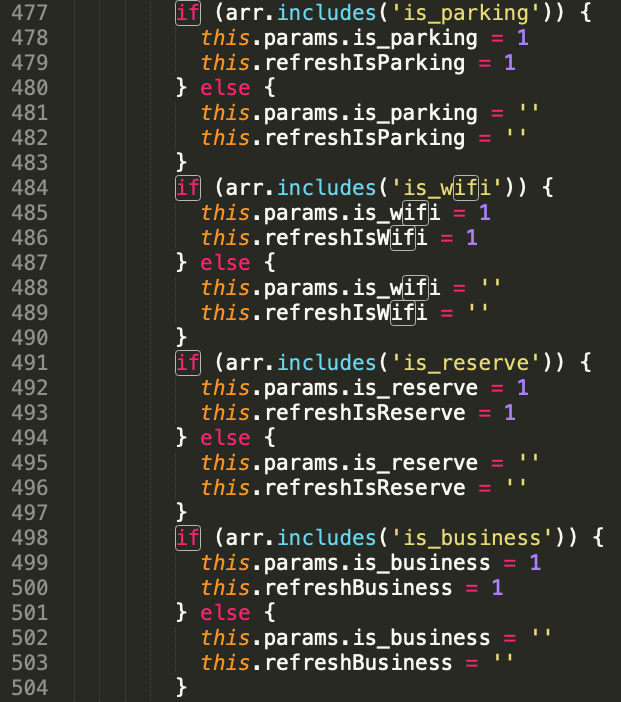 477 if (arr.includes('is_parking')) {
478 this.params.is_parking = 1
479 this.refreshIsParking = 1
480 } else {
481 this.params.is_parking = ''
482 this.refreshIsParking = ''
483 }
484 if (arr.includes('is_wifi')) {
485 this.params.is_wifi = 1
486 this.refreshIsWifi = 1
487 } else {
488 this.params.is_wifi = ''
489 this.refreshIsWifi = ''
490 }
491 if (arr.includes('is_reserve')) {
492 this.params.is_reserve = 1
493 this.refreshIsReserve = 1
494 } else {
495 this.params.is_reserve = ''
496 this.refreshIsReserve = ''
497 }
498 if (arr.includes('is_business')) {
499 this.params.is_business = 1
500 this.refreshBusiness = 1
501 } else {
502 this.params.is_business = ''
503 this.refreshBusiness = ''
504 }